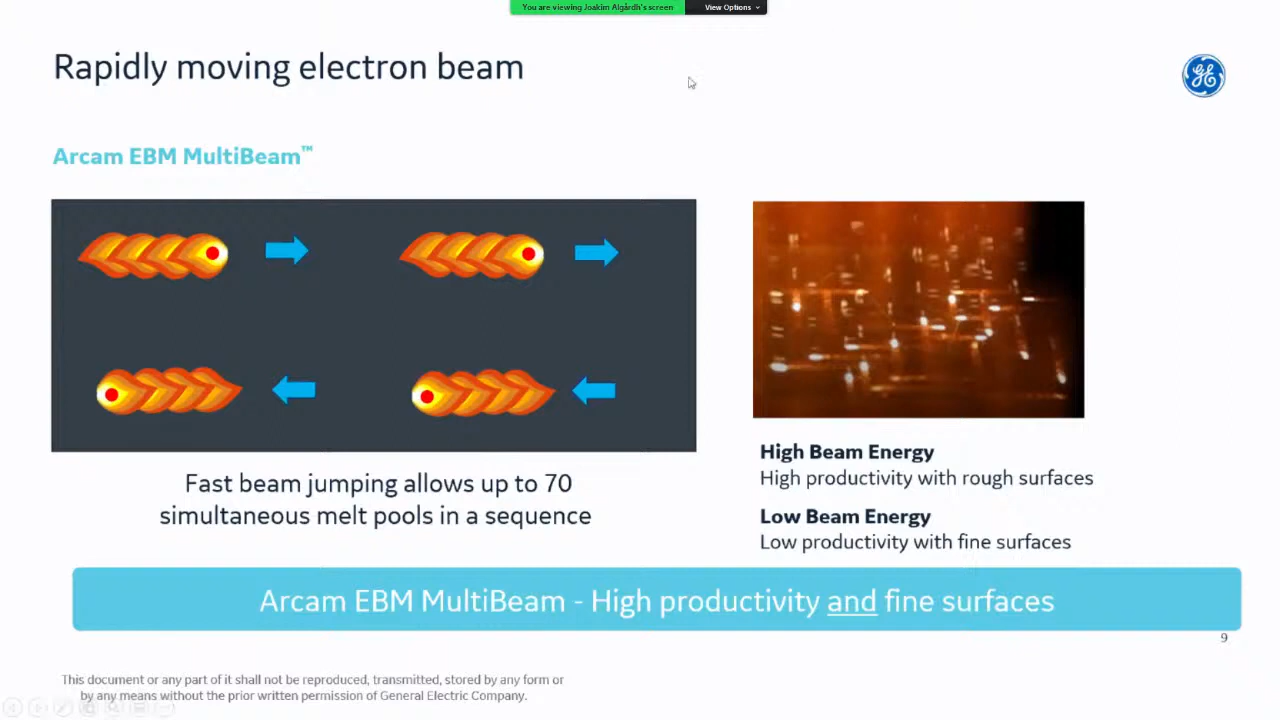 You are viewing Joakim Algårdh's screen
View Options
Rapidly moving electron beam
GE
Arcam EBM MultiBeam™
Fast beam jumping allows up to 70
simultaneous melt pools in a sequence
High Beam Energy
High productivity with rough surfaces
Low Beam Energy
Low productivity with fine surfaces
Arcam EBM MultiBeam - High productivity and fine surfaces
9
This document or any part of it shall not be reproduced, transmitted, stored by any form or
by any means without the prior written permission of General Electric Company.